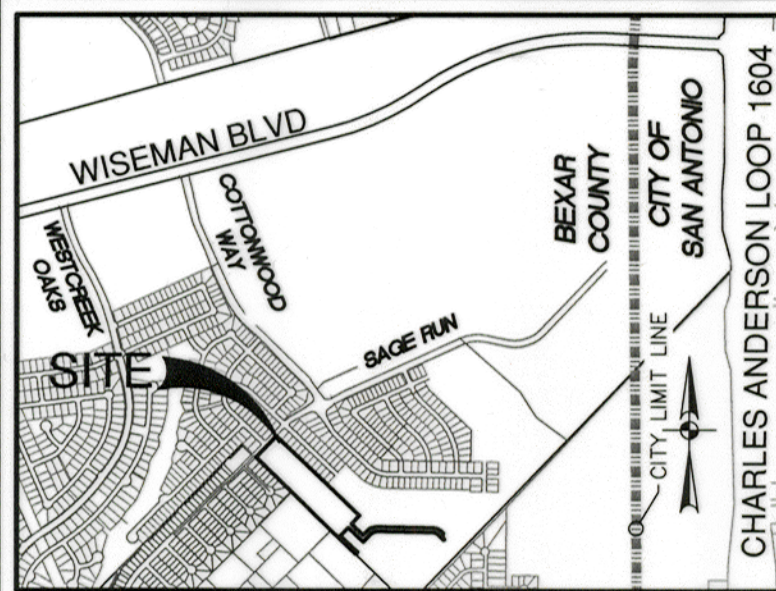 WISEMAN BLVD
COTTONWOOD
WAY
WESTCREEK
OAKS
SITE
SAGE RUN
BEXAR
COUNTY
CITY OF
SAN ANTONIO
CITY LIMIT LINE
CHARLES ANDERSON LOOP 1604